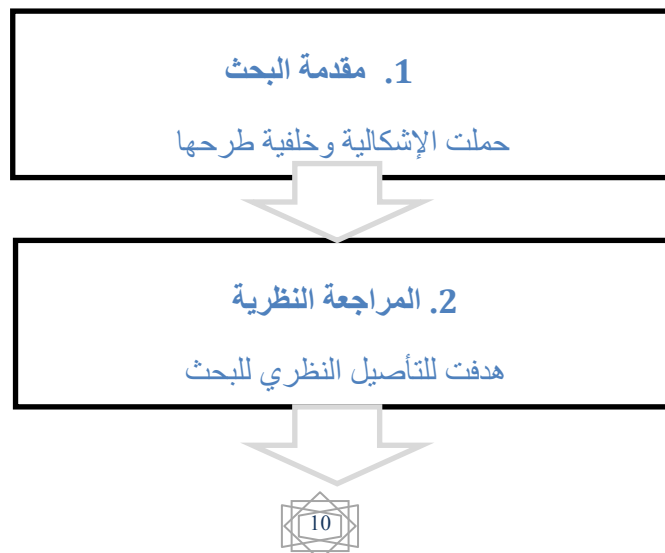 1. مقدمة البحث
حملت الإشكالية وخلفية طرحها
2. المراجعة النظرية
هدفت للتأصيل النظري للبحث
10